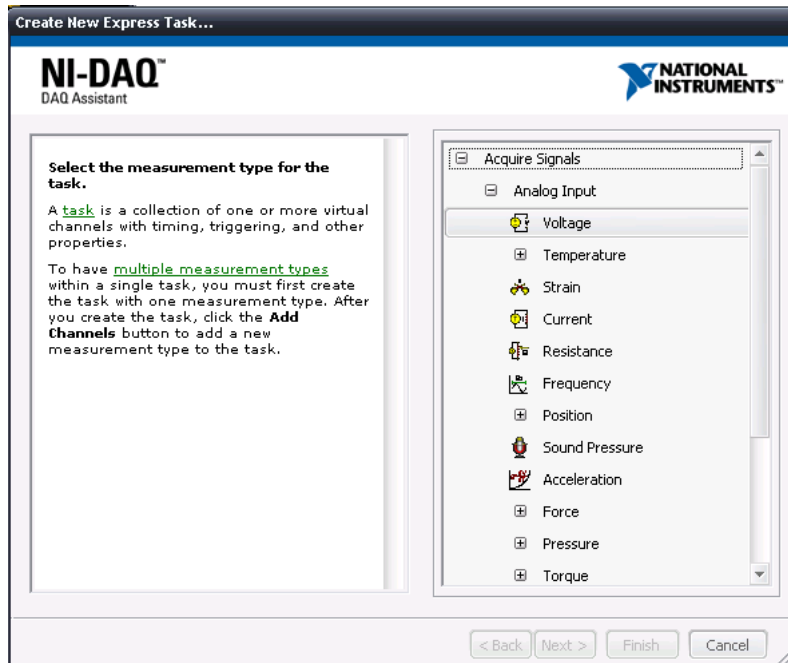 Create New Express Task...
NI-DAQ™
DAQ Assistant
NATIONAL
INSTRUMENTS™
Select the measurement type for the
task.
A task is a collection of one or more virtual
channels with timing, triggering, and other
properties.
To have multiple measurement types
within a single task, you must first create
the task with one measurement type. After
you create the task, click the Add
Channels button to add a new
measurement type to the task.
Acquire Signals
Analog Input
Voltage
Temperature
Strain
Current
Resistance
Frequency
Position
Sound Pressure
Acceleration
Force
Pressure
Torque
< Back
Next >
Finish
Cancel